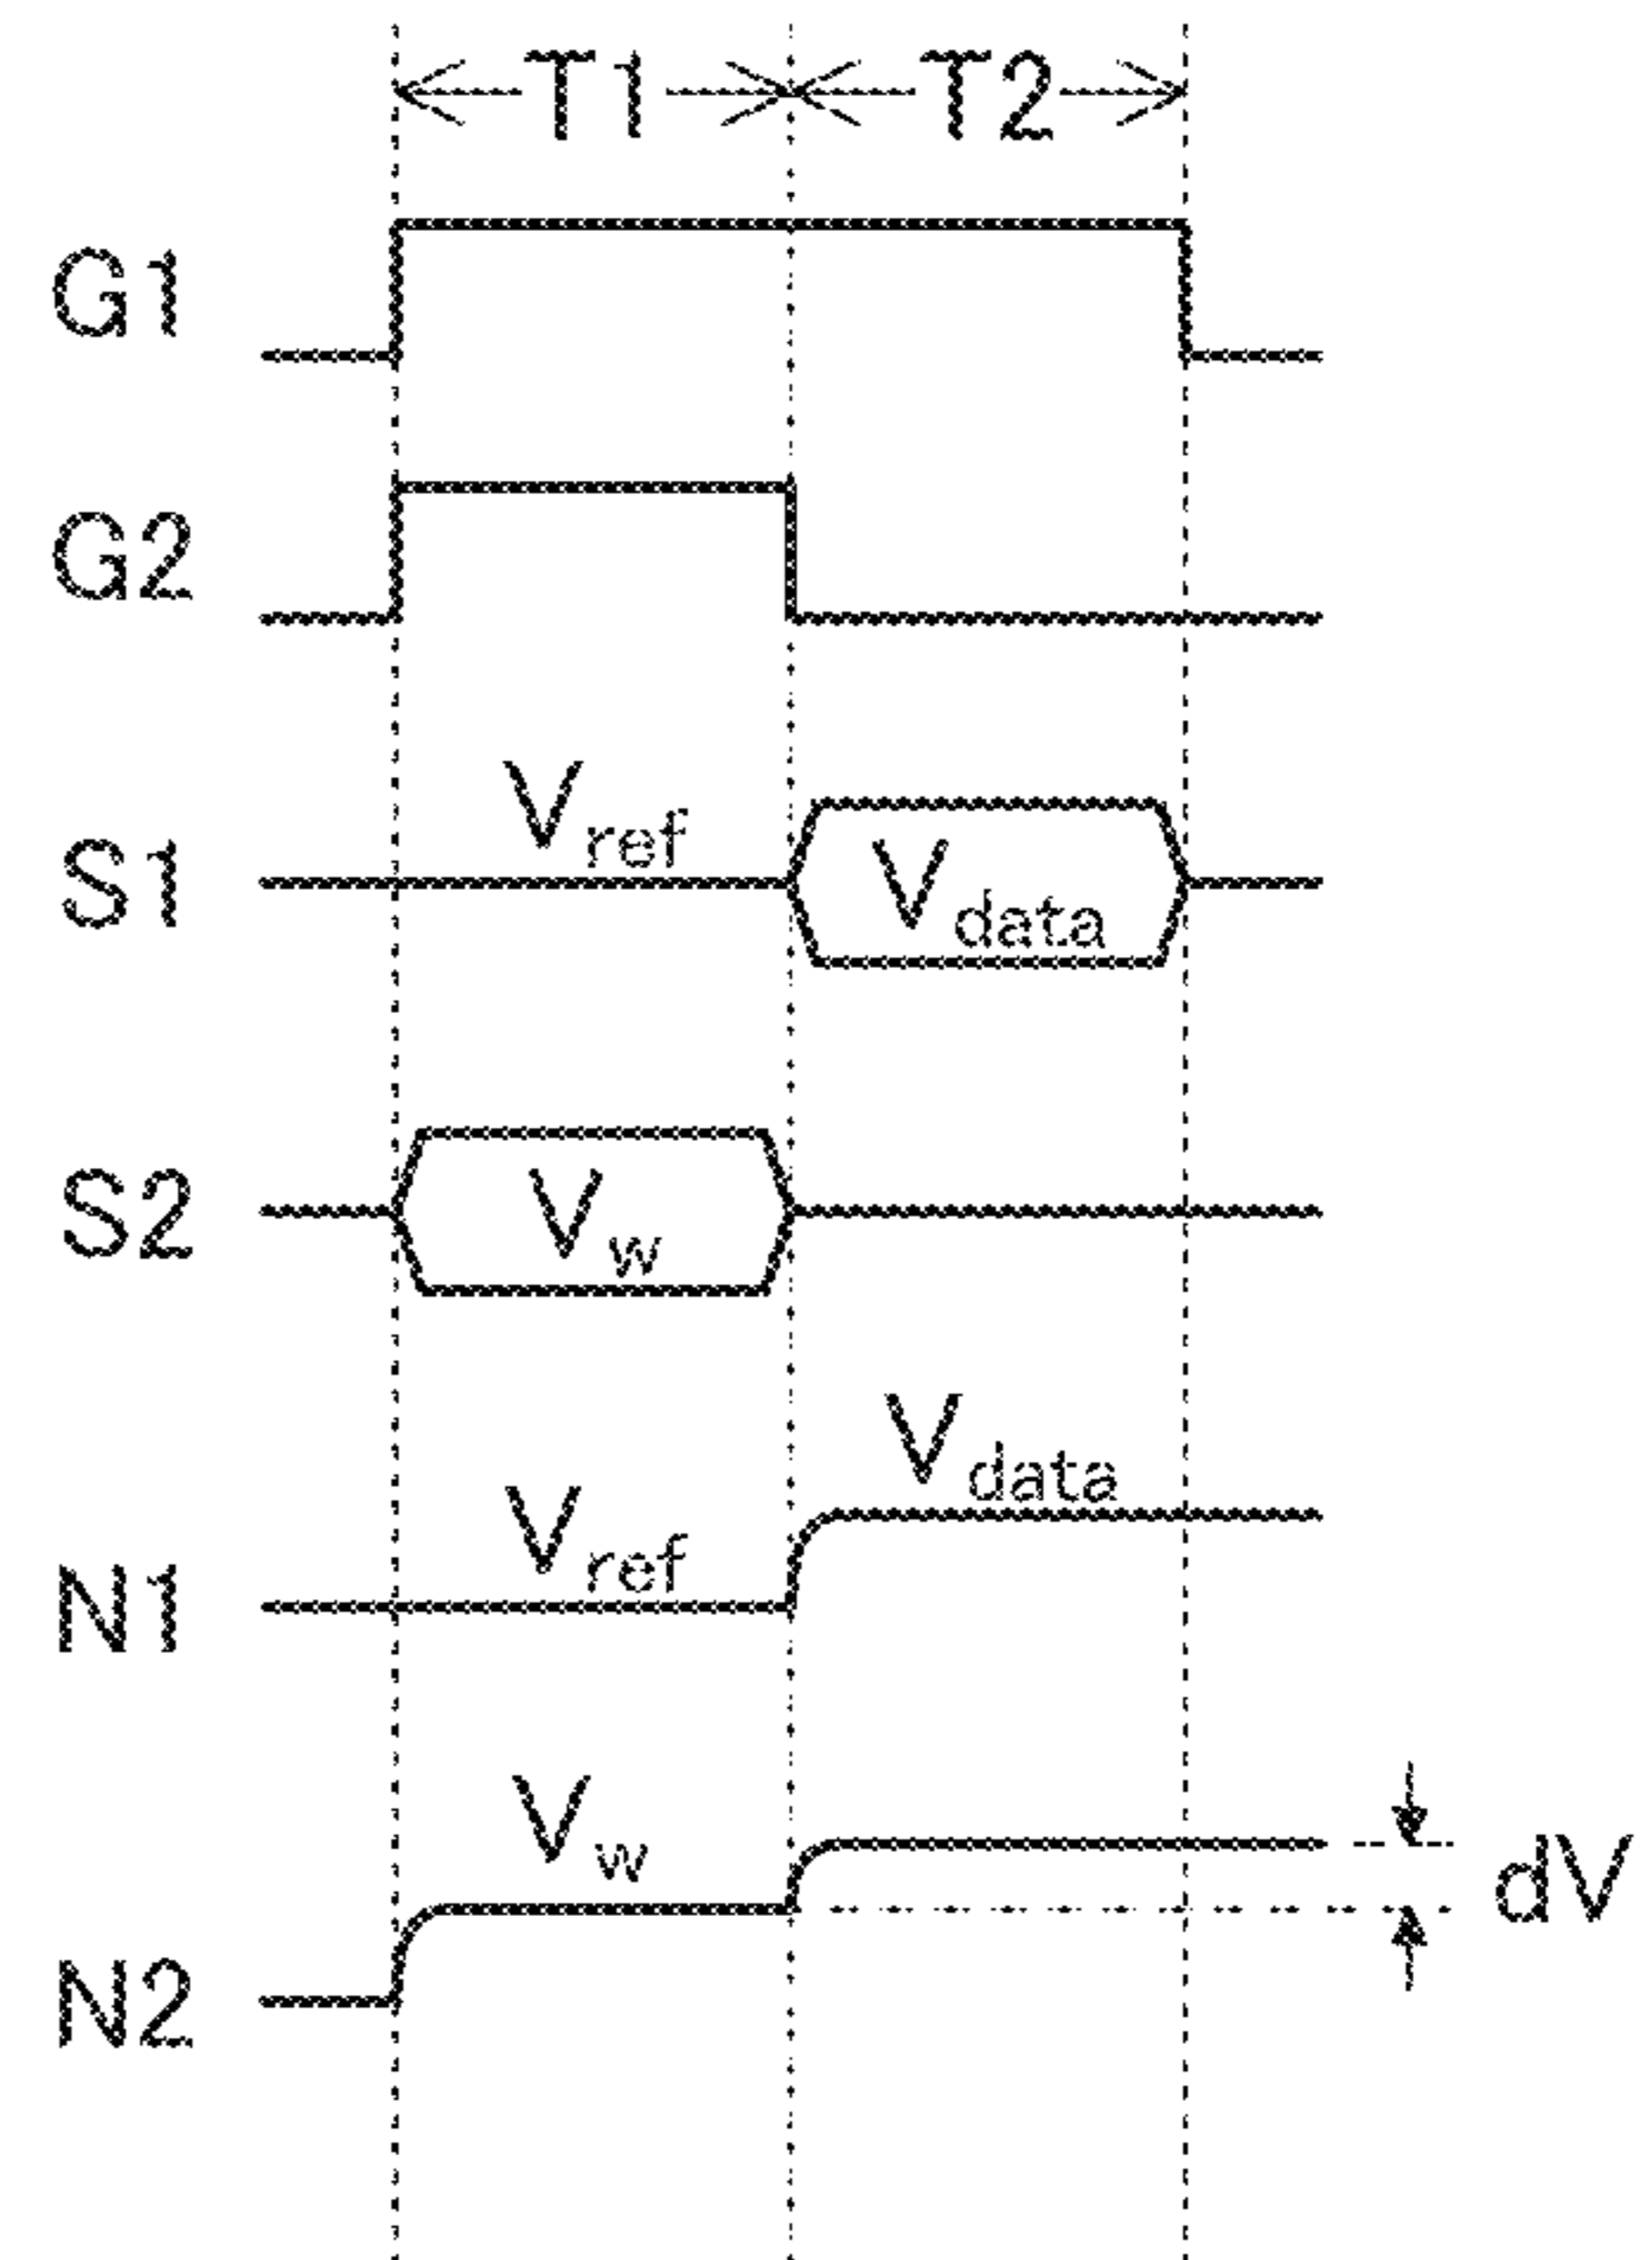 T1 T2
G1
G2
S1 Vref Vdata
S2 Vw
N1 Vref Vdata
N2 Vw dV